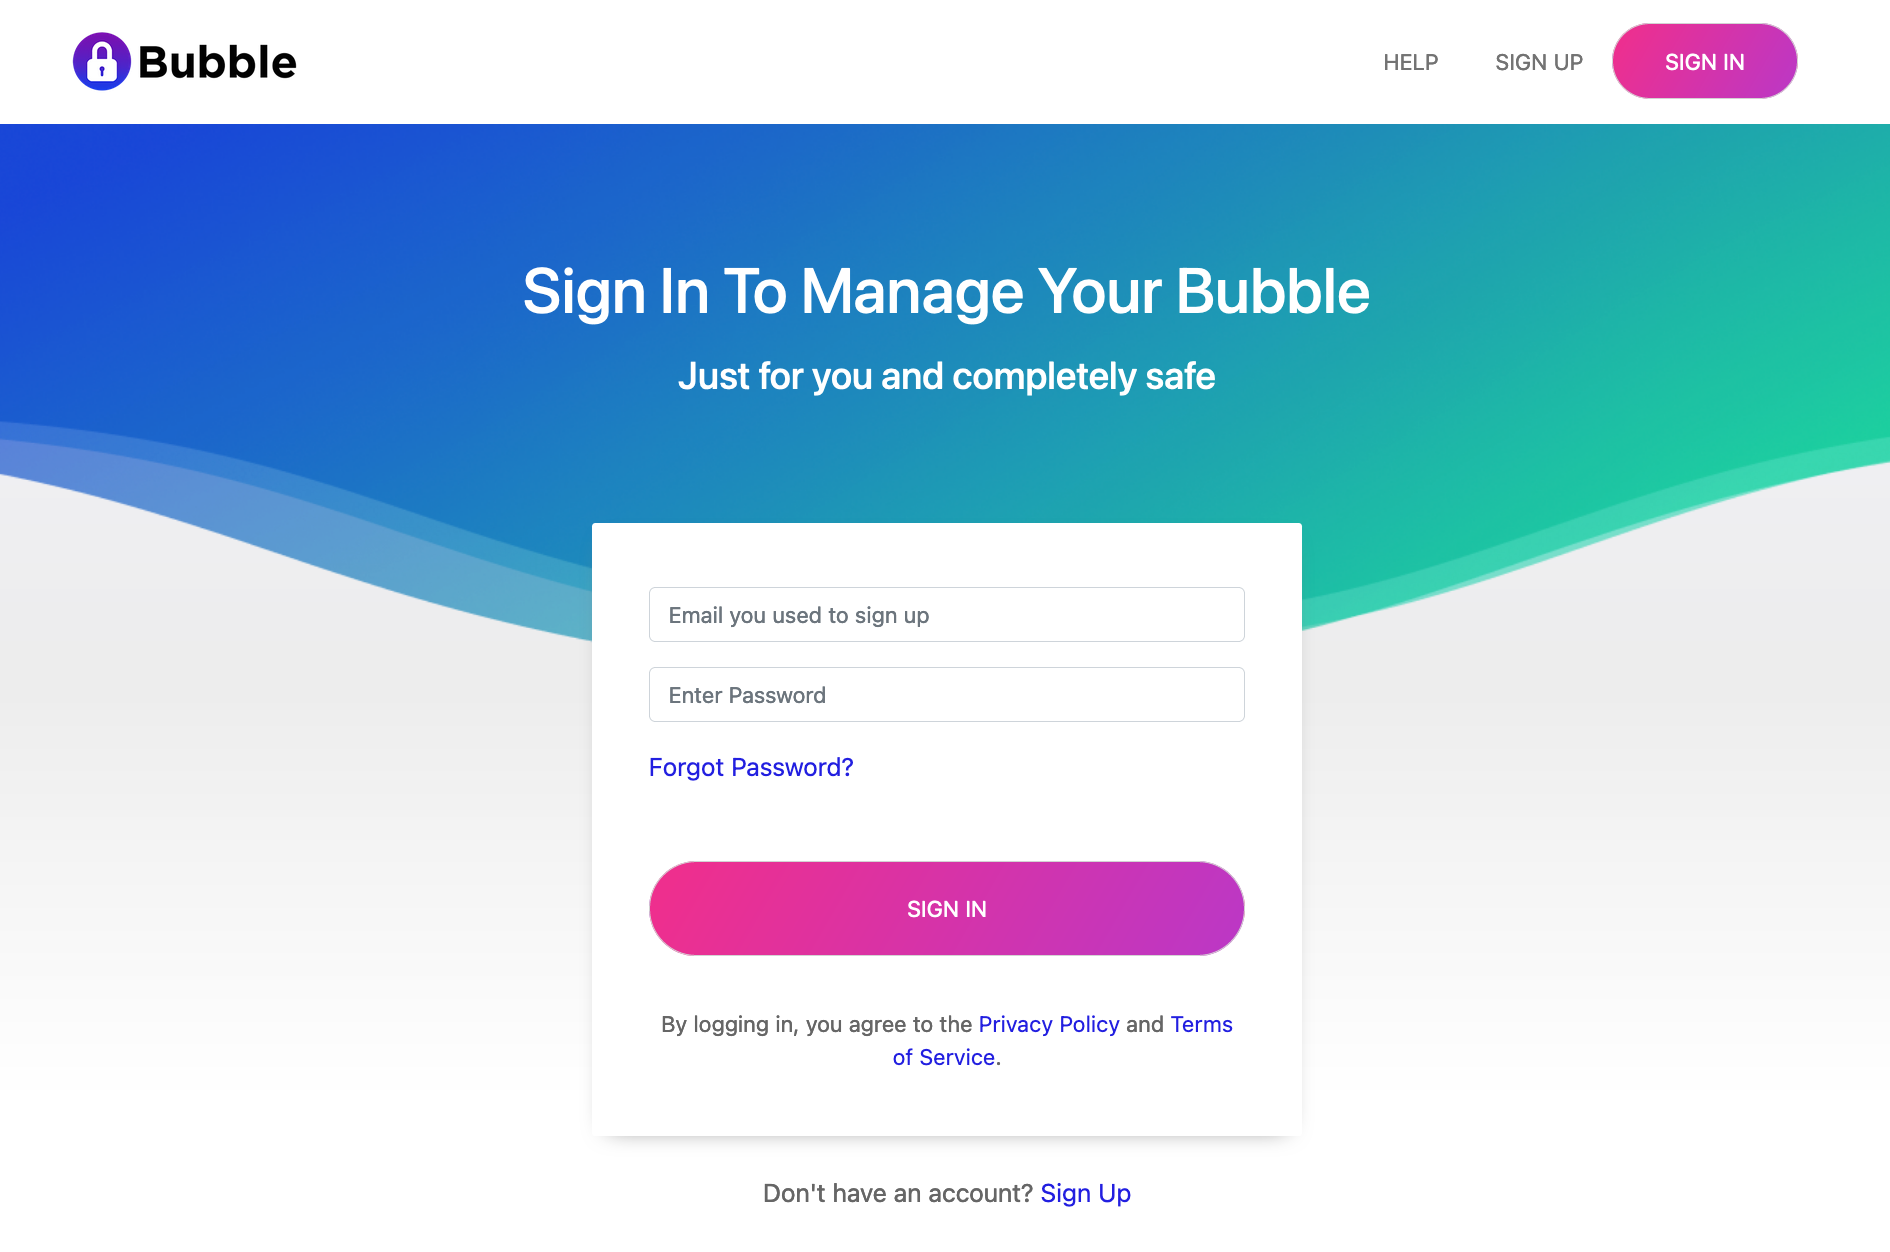 Bubble
HELP
SIGN UP
SIGN IN
Sign In To Manage Your Bubble
Just for you and completely safe
Email you used to sign up
Enter Password
Forgot Password?
SIGN IN
By logging in, you agree to the Privacy Policy and Terms
of Service.
Don't have an account? Sign Up